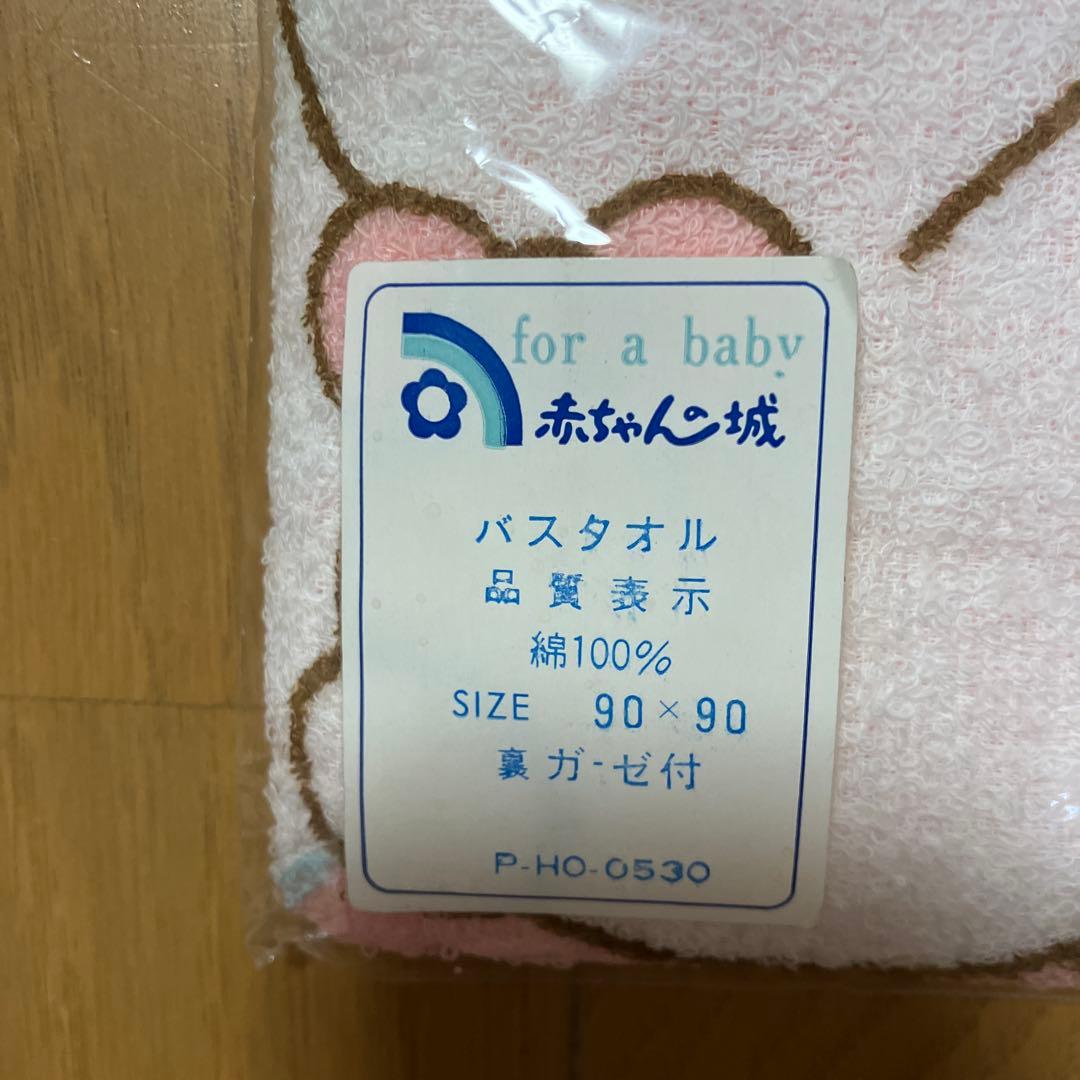 for a baby
赤ちゃんの城
バスタオル
品質表示
綿100%
SIZE 90×90
裏ガーゼ付
P-HO-0530